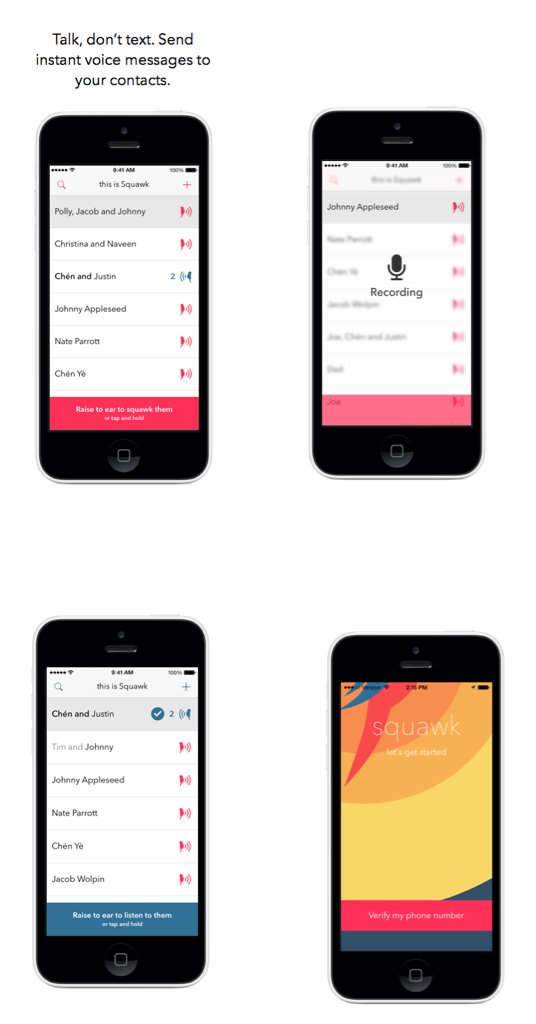 Talk, don't text. Send
instant voice messages to
your contacts.
9:41 AM 100%
this is Squawk
Polly, Jacob and Johnny
Christina and Naveen
Chén and Justin 2
Johnny Appleseed
Nate Parrott
Chén Yè
Raise to ear to squawk them
or tap and hold
9:41 AM 100%
this is Squawk
Johnny Appleseed
Nate Parrott
Chén Yè
Recording
Jacob Wolpin
Joe, Chén and Justin
Dad
Joe
9:41 AM 100%
this is Squawk
Chén and Justin 2
Tim and Johnny
Johnny Appleseed
Nate Parrott
Chén Yè
Jacob Wolpin
Raise to ear to listen to them
or tap and hold
Verizon 2:15 PM
squawk
let's get started
Verify my phone number